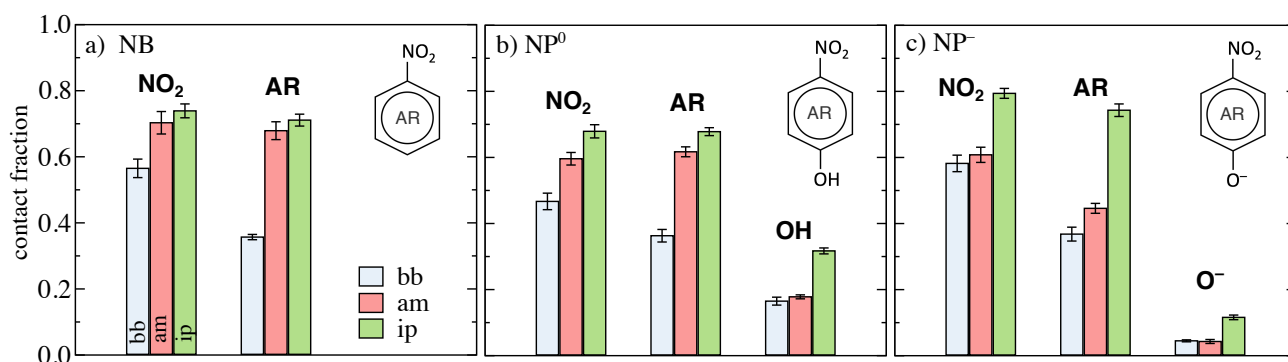 1.0
0.8
0.6
0.4
0.2
0.0
contact fraction
a) NB
NO₂
AR
NO₂
AR
bb
am
ip
bb
am
ip
b) NP⁰
NO₂
AR
OH
NO₂
AR
OH
c) NP⁻
NO₂
AR
O⁻
NO₂
AR
O⁻